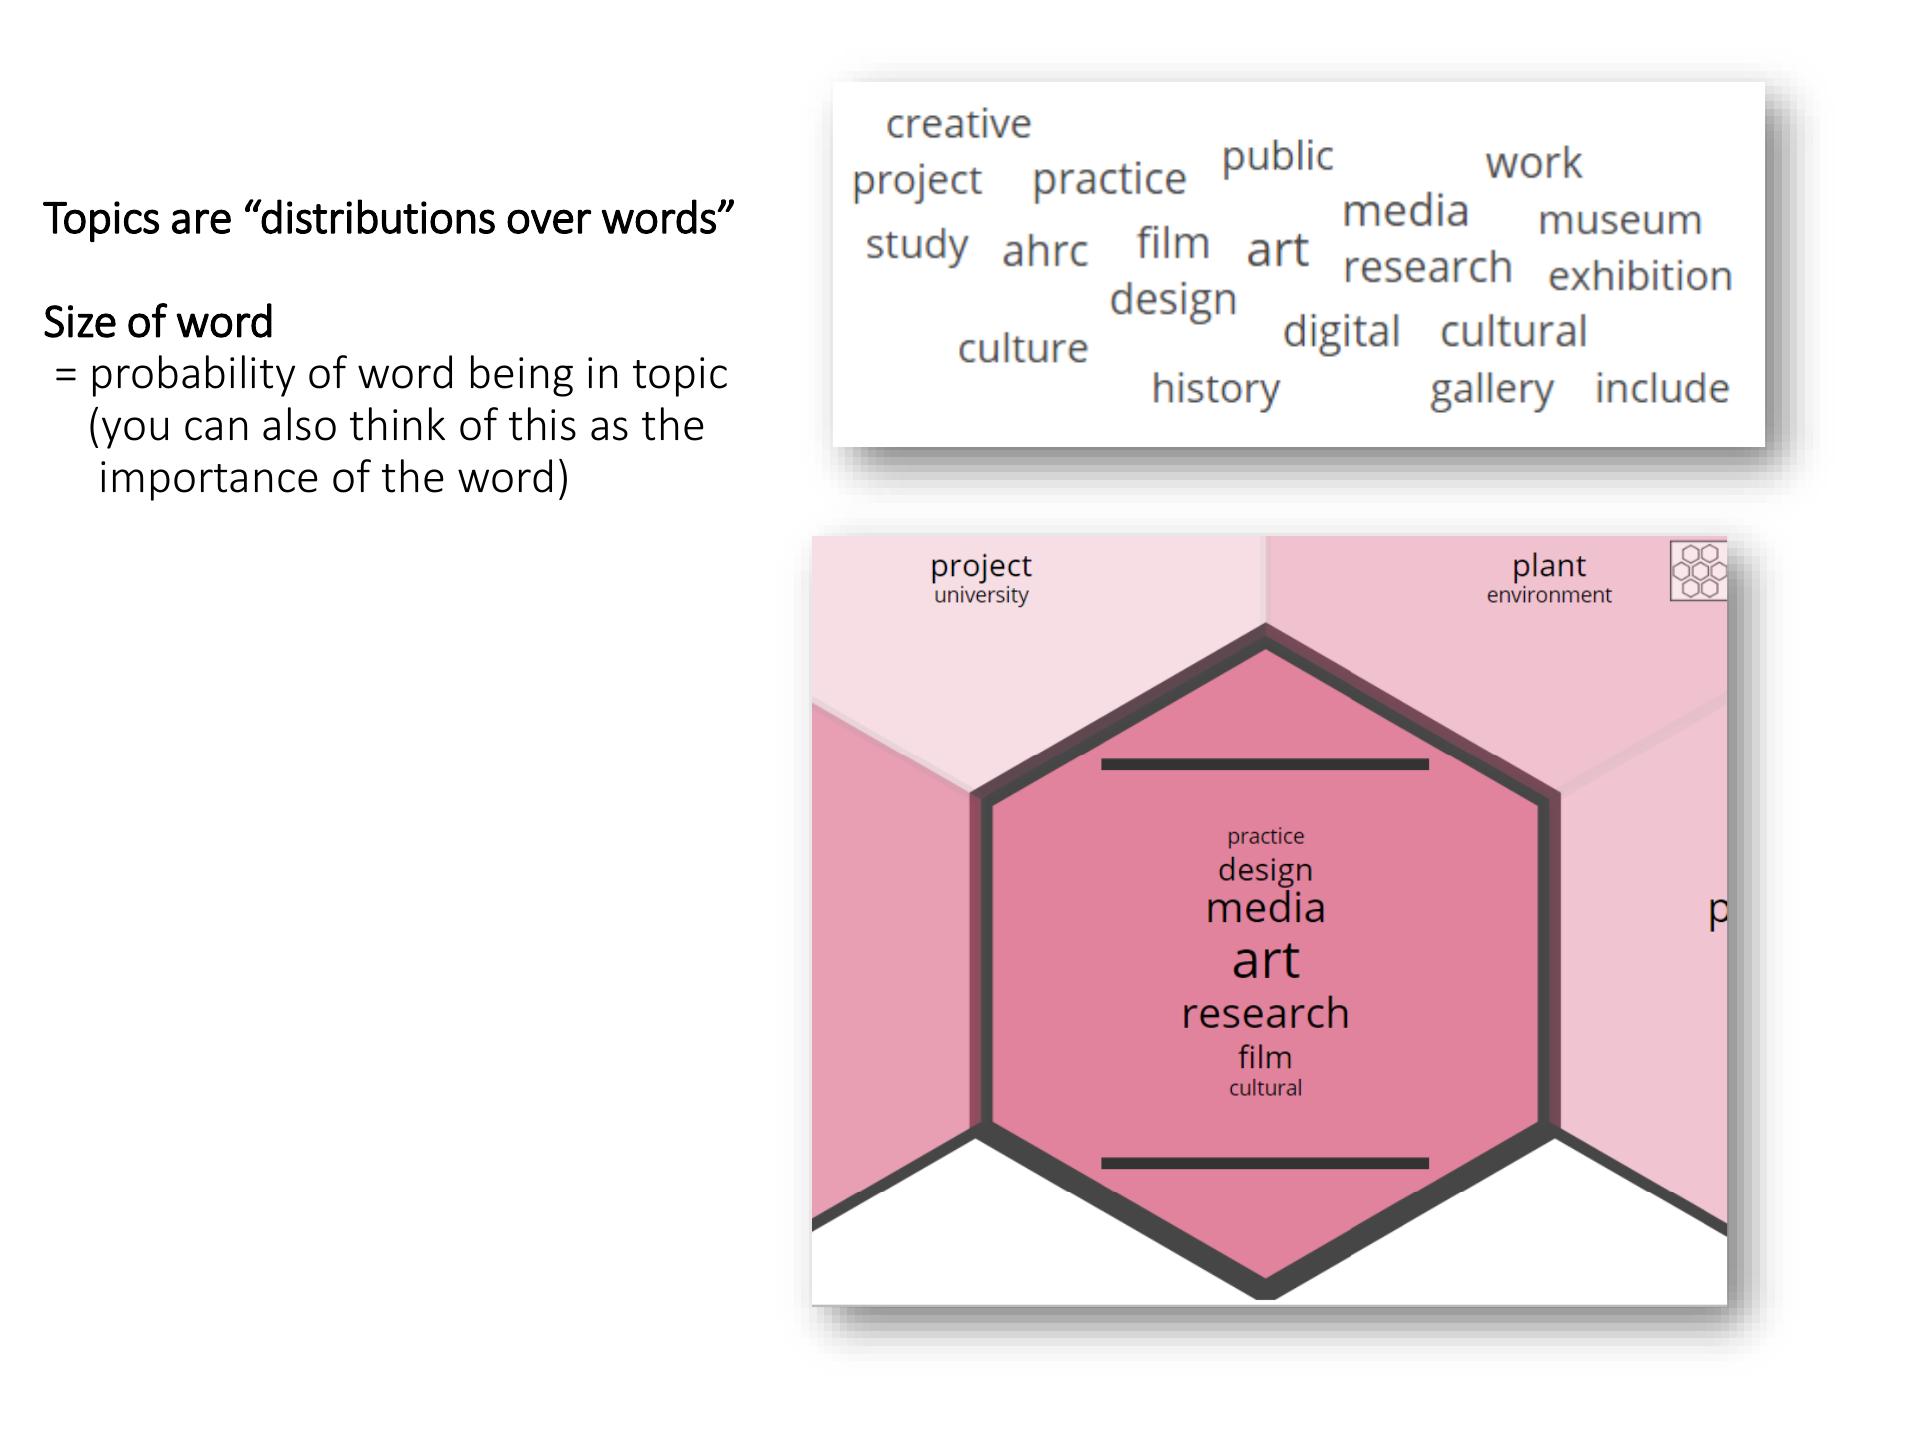 Topics are “distributions over words”
Size of word
= probability of word being in topic
(you can also think of this as the
importance of the word)
creative
public work
project practice
media museum
study ahrc film art
research exhibition
design
digital cultural
culture
history gallery include
project plant
university environment
practice
design
media
p
art
research
film
cultural